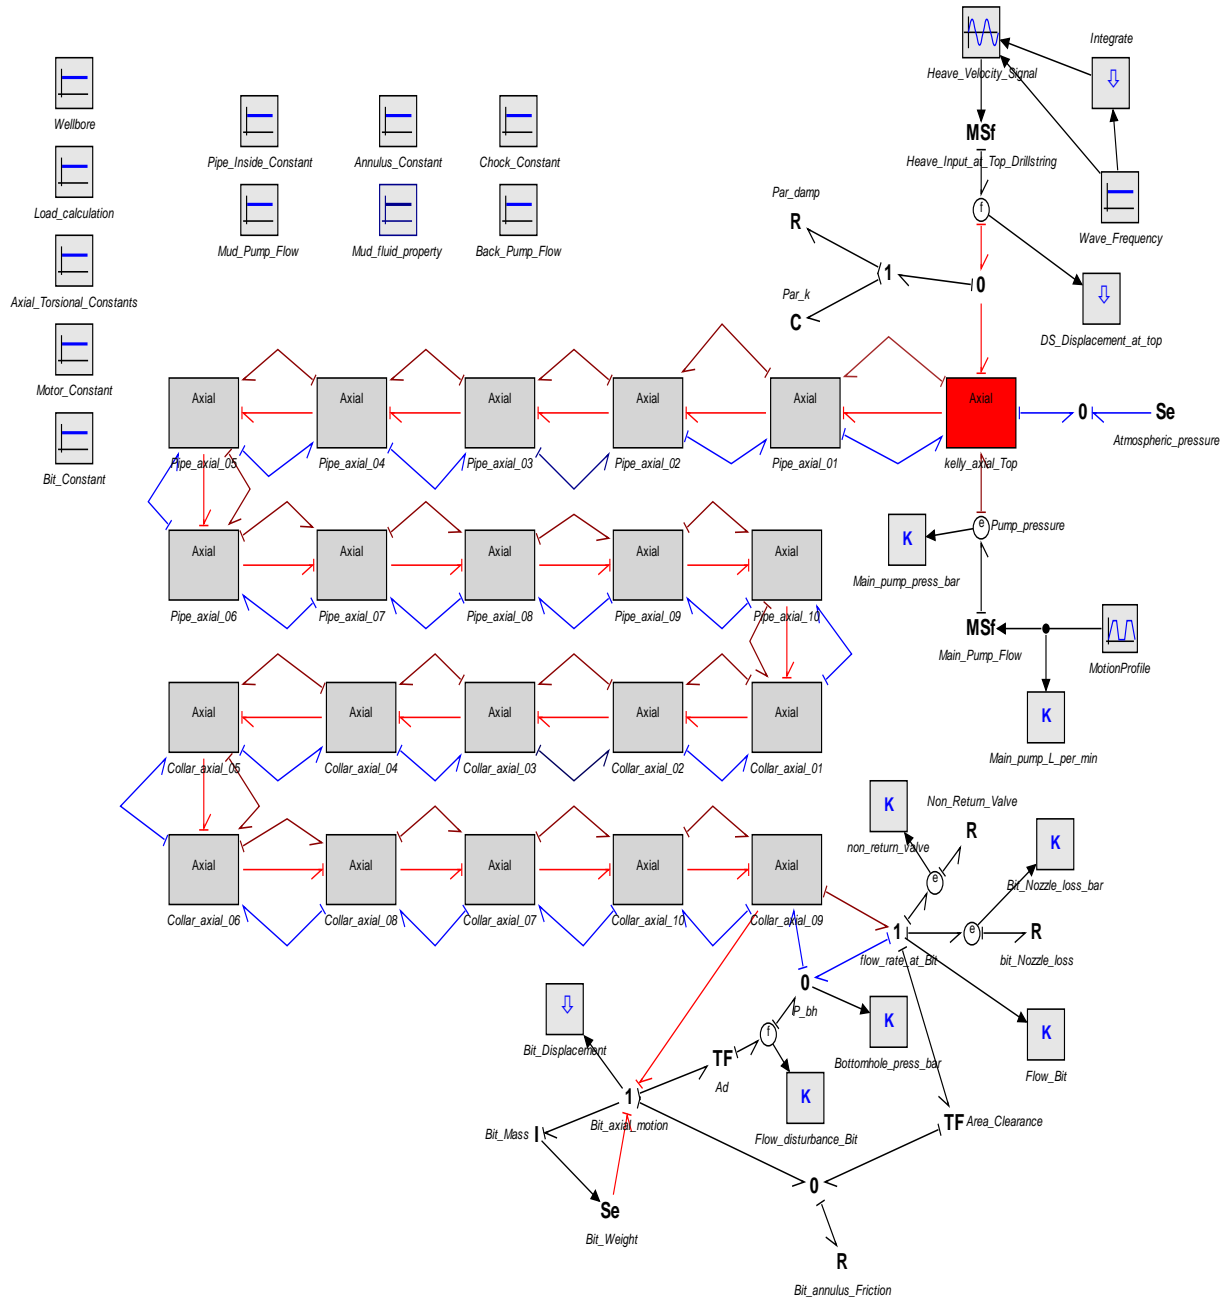 Integrate
Heave_Velocity_Signal
Wellbore
MSf
Pipe_Inside_Constant
Annulus_Constant
Chock_Constant
Heave_Input_at_Top_Drillstring
Load_calculation
Par_damp
f
R
Mud_Pump_Flow
Mud_fluid_property
Back_Pump_Flow
Wave_Frequency
1
0
Axial_Torsional_Constants
Par_k
C
DS_Displacement_at_top
Motor_Constant
Axial
Axial
Axial
Axial
Axial
Axial
0
Se
Atmospheric_pressure
Pipe_axial_05
Pipe_axial_04
Pipe_axial_03
Pipe_axial_02
Pipe_axial_01
kelly_axial_Top
Bit_Constant
e
Pump_pressure
K
Axial
Axial
Axial
Axial
Axial
Main_pump_press_bar
Pipe_axial_06
Pipe_axial_07
Pipe_axial_08
Pipe_axial_09
Pipe_axial_10
MSf
Main_Pump_Flow
MotionProfile
Axial
Axial
Axial
Axial
Axial
K
Main_pump_L_per_min
Collar_axial_05
Collar_axial_04
Collar_axial_03
Collar_axial_02
Collar_axial_01
K
Non_Return_Valve
R
non_return_valve
K
Axial
Axial
Axial
Axial
Axial
e
Bit_Nozzle_loss_bar
Collar_axial_06
Collar_axial_08
Collar_axial_07
Collar_axial_10
Collar_axial_09
1
e
R
flow_rate_at_Bit
bit_Nozzle_loss
0
P_bh
K
K
f
Bit_Displacement
TF
Ad
Bottomhole_press_bar
Flow_Bit
K
1
Bit_axial_motion
TF
Area_Clearance
Bit_Mass
I
Flow_disturbance_Bit
0
Se
Bit_Weight
R
Bit_annulus_Friction